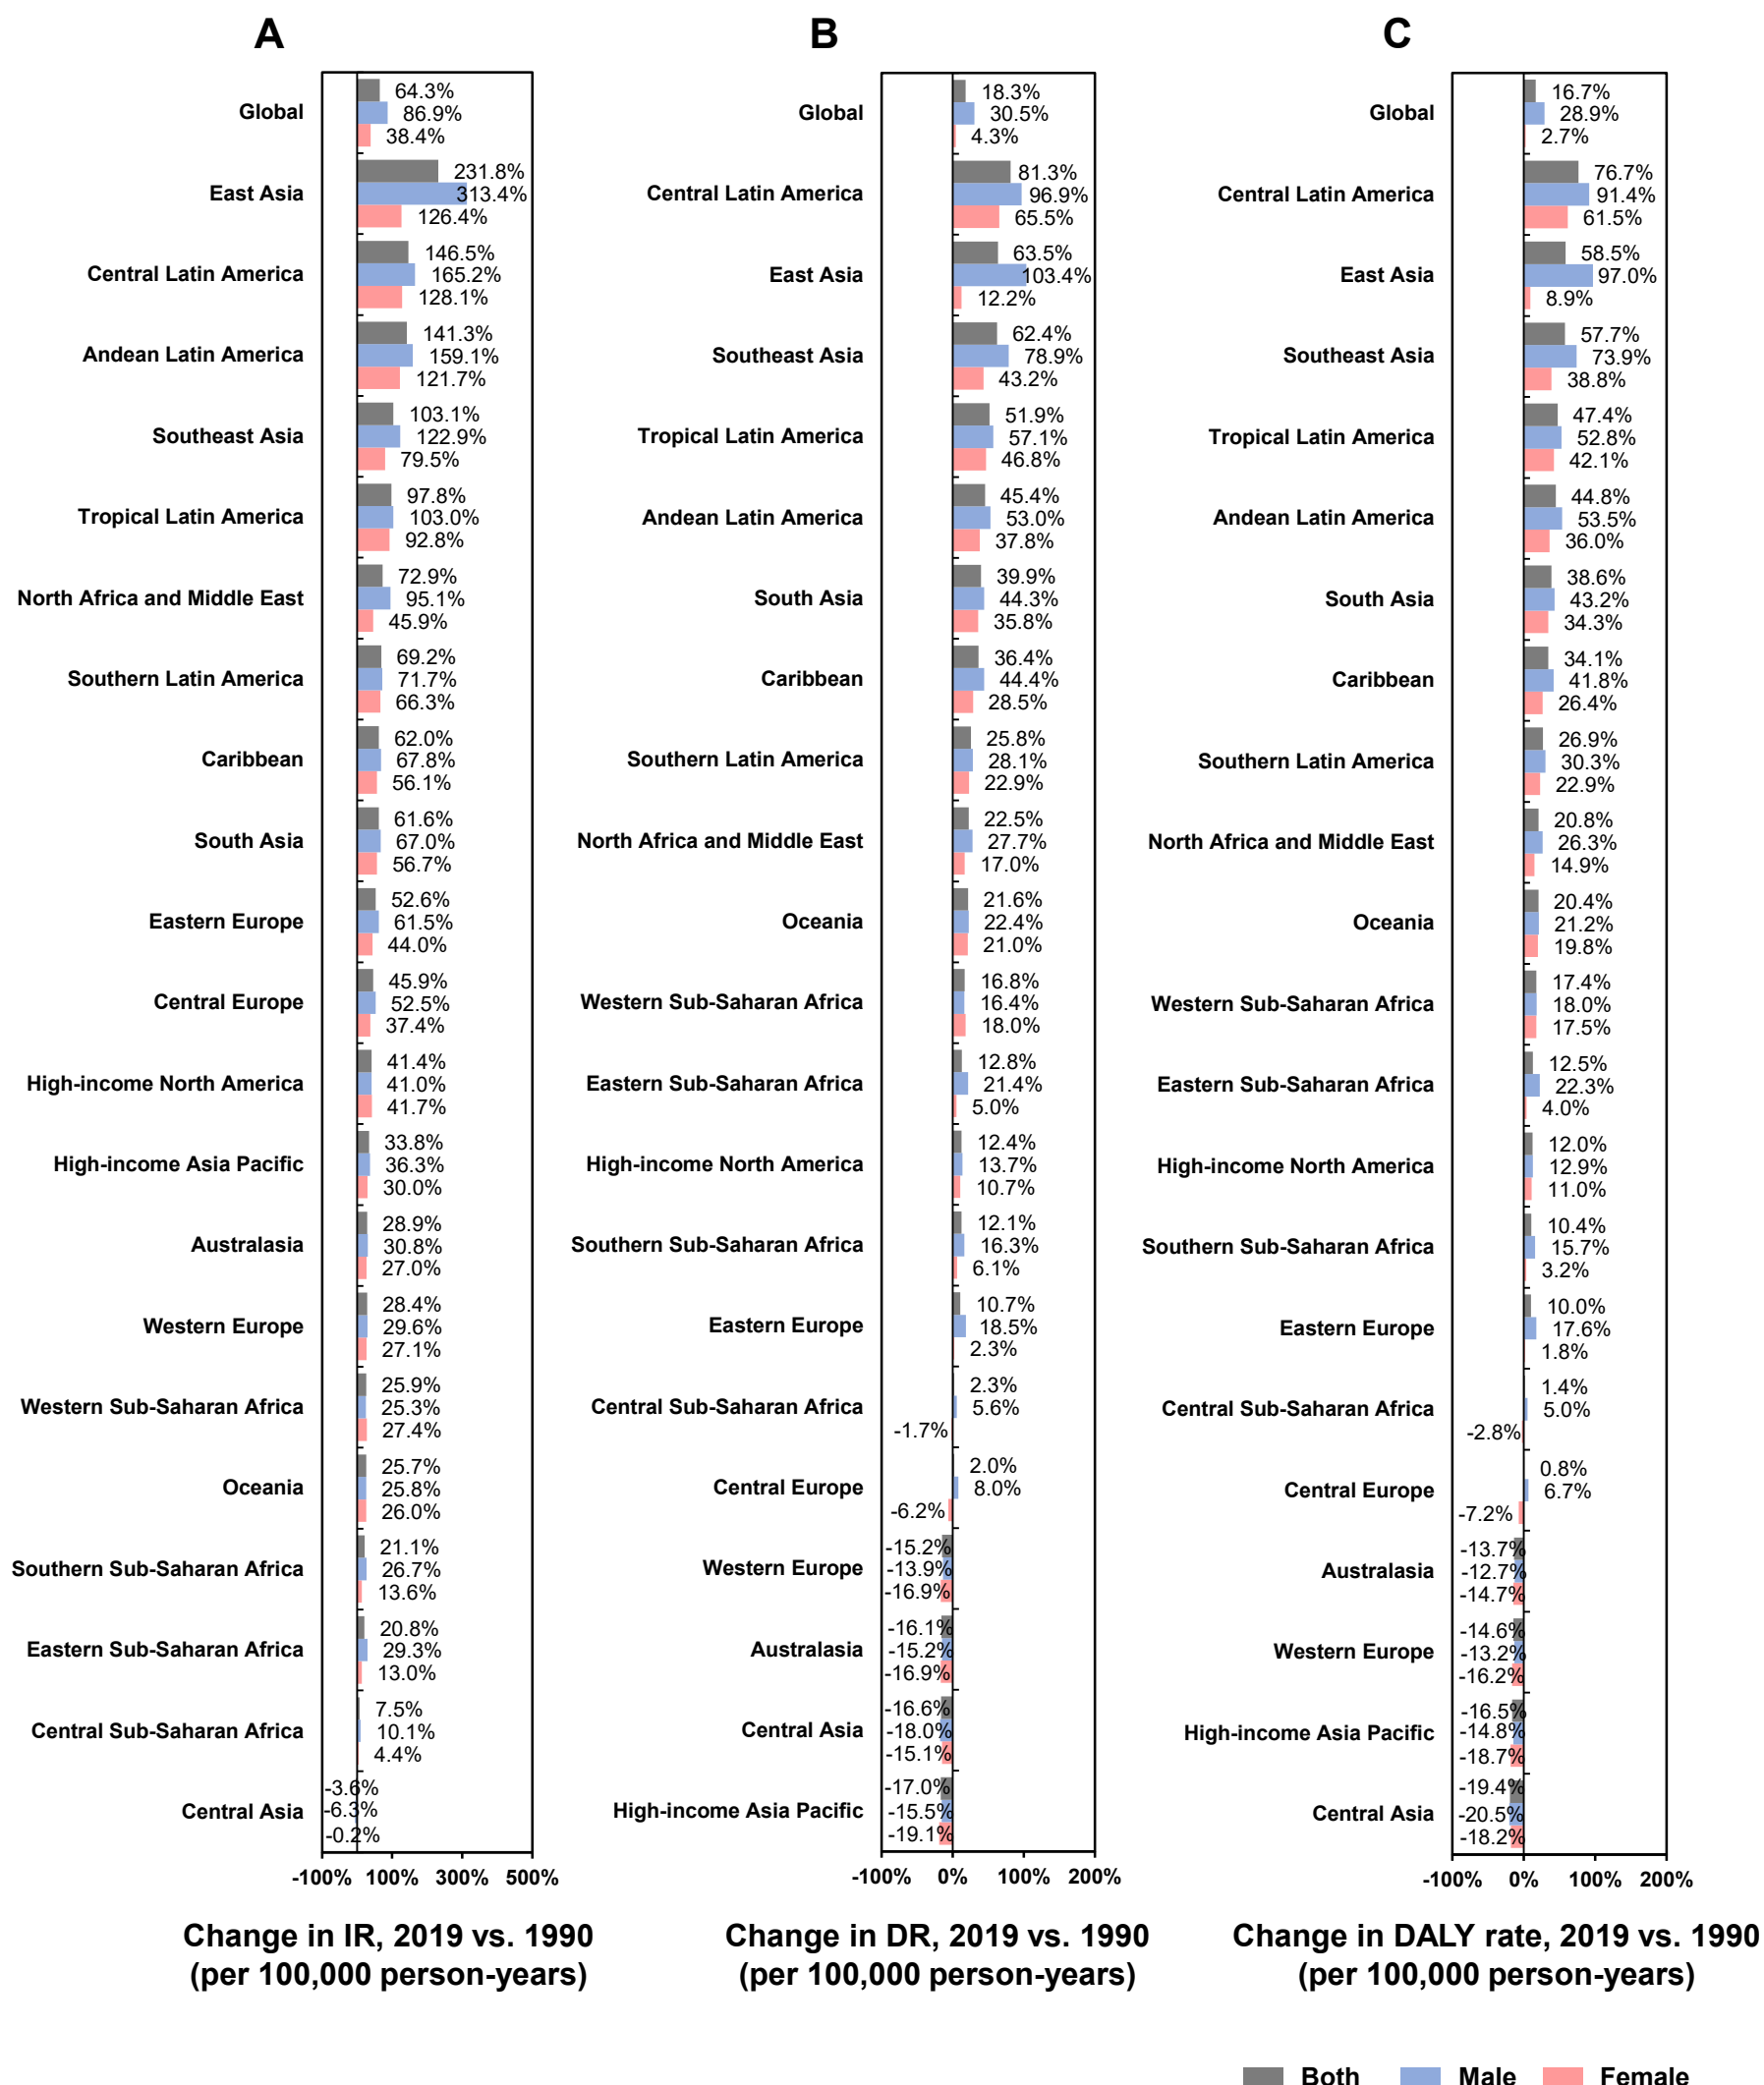 A
Global
64.3%
86.9%
38.4%
East Asia
231.8%
313.4%
126.4%
Central Latin America
146.5%
165.2%
128.1%
Andean Latin America
141.3%
159.1%
121.7%
Southeast Asia
103.1%
122.9%
79.5%
Tropical Latin America
97.8%
103.0%
92.8%
North Africa and Middle East
72.9%
95.1%
45.9%
Southern Latin America
69.2%
71.7%
66.3%
Caribbean
62.0%
67.8%
56.1%
South Asia
61.6%
67.0%
56.7%
Eastern Europe
52.6%
61.5%
44.0%
Central Europe
45.9%
52.5%
37.4%
High-income North America
41.4%
41.0%
41.7%
High-income Asia Pacific
33.8%
36.3%
30.0%
Australasia
28.9%
30.8%
27.0%
Western Europe
28.4%
29.6%
27.1%
Western Sub-Saharan Africa
25.9%
25.3%
27.4%
Oceania
25.7%
25.8%
26.0%
Southern Sub-Saharan Africa
21.1%
26.7%
13.6%
Eastern Sub-Saharan Africa
20.8%
29.3%
13.0%
Central Sub-Saharan Africa
7.5%
10.1%
4.4%
Central Asia
-3.6%
-6.3%
-0.2%
-100% 100% 300% 500%
Change in IR, 2019 vs. 1990
(per 100,000 person-years)
B
Global
18.3%
30.5%
4.3%
Central Latin America
81.3%
96.9%
65.5%
East Asia
63.5%
103.4%
12.2%
Southeast Asia
62.4%
78.9%
43.2%
Tropical Latin America
51.9%
57.1%
46.8%
Andean Latin America
45.4%
53.0%
37.8%
South Asia
39.9%
44.3%
35.8%
Caribbean
36.4%
44.4%
28.5%
Southern Latin America
25.8%
28.1%
22.9%
North Africa and Middle East
22.5%
27.7%
17.0%
Oceania
21.6%
22.4%
21.0%
Western Sub-Saharan Africa
16.8%
16.4%
18.0%
Eastern Sub-Saharan Africa
12.8%
21.4%
5.0%
High-income North America
12.4%
13.7%
10.7%
Southern Sub-Saharan Africa
12.1%
16.3%
6.1%
Eastern Europe
10.7%
18.5%
2.3%
Central Sub-Saharan Africa
2.3%
5.6%
-1.7%
Central Europe
2.0%
8.0%
-6.2%
Western Europe
-15.2%
-13.9%
-16.9%
Australasia
-16.1%
-15.2%
-16.9%
Central Asia
-16.6%
-18.0%
-15.1%
High-income Asia Pacific
-17.0%
-15.5%
-19.1%
-100% 0% 100% 200%
Change in DR, 2019 vs. 1990
(per 100,000 person-years)
C
Global
16.7%
28.9%
2.7%
Central Latin America
76.7%
91.4%
61.5%
East Asia
58.5%
97.0%
8.9%
Southeast Asia
57.7%
73.9%
38.8%
Tropical Latin America
47.4%
52.8%
42.1%
Andean Latin America
44.8%
53.5%
36.0%
South Asia
38.6%
43.2%
34.3%
Caribbean
34.1%
41.8%
26.4%
Southern Latin America
26.9%
30.3%
22.9%
North Africa and Middle East
20.8%
26.3%
14.9%
Oceania
20.4%
21.2%
19.8%
Western Sub-Saharan Africa
17.4%
18.0%
17.5%
Eastern Sub-Saharan Africa
12.5%
22.3%
4.0%
High-income North America
12.0%
12.9%
11.0%
Southern Sub-Saharan Africa
10.4%
15.7%
3.2%
Eastern Europe
10.0%
17.6%
1.8%
Central Sub-Saharan Africa
1.4%
5.0%
-2.8%
Central Europe
0.8%
6.7%
-7.2%
Australasia
-13.7%
-12.7%
-14.7%
Western Europe
-14.6%
-13.2%
-16.2%
High-income Asia Pacific
-16.5%
-14.8%
-18.7%
Central Asia
-19.4%
-20.5%
-18.2%
-100% 0% 100% 200%
Change in DALY rate, 2019 vs. 1990
(per 100,000 person-years)
Both Male Female